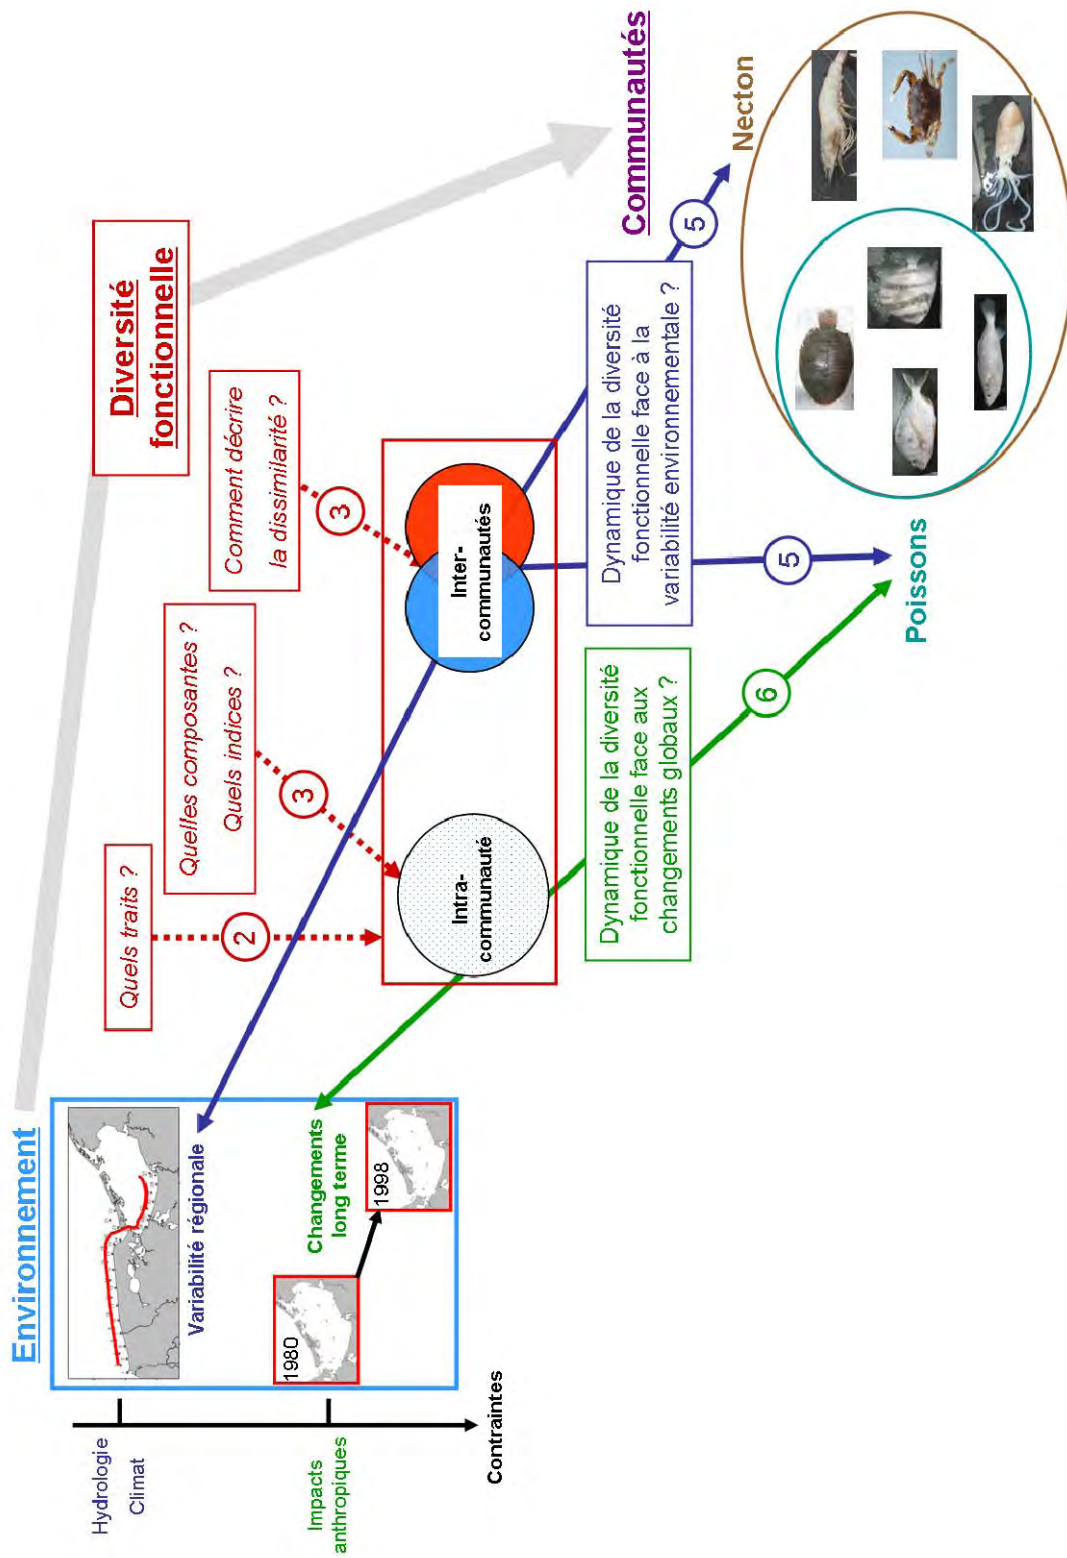 Environnement
Diversité
fonctionnelle
Communautés
Hydrologie
Climat
Impacts
anthropiques
Contraintes
Variabilité régionale
Changements
long terme
1980
1998
Quels traits ?
2
Quelles composantes ?
Quels indices ?
3
Comment décrire
la dissimilarité ?
3
Intra-
communauté
Inter-
communautés
Dynamique de la diversité
fonctionnelle face aux
changements globaux ?
6
Dynamique de la diversité
fonctionnelle face à la
variabilité environnementale ?
5
5
Poissons
Necton